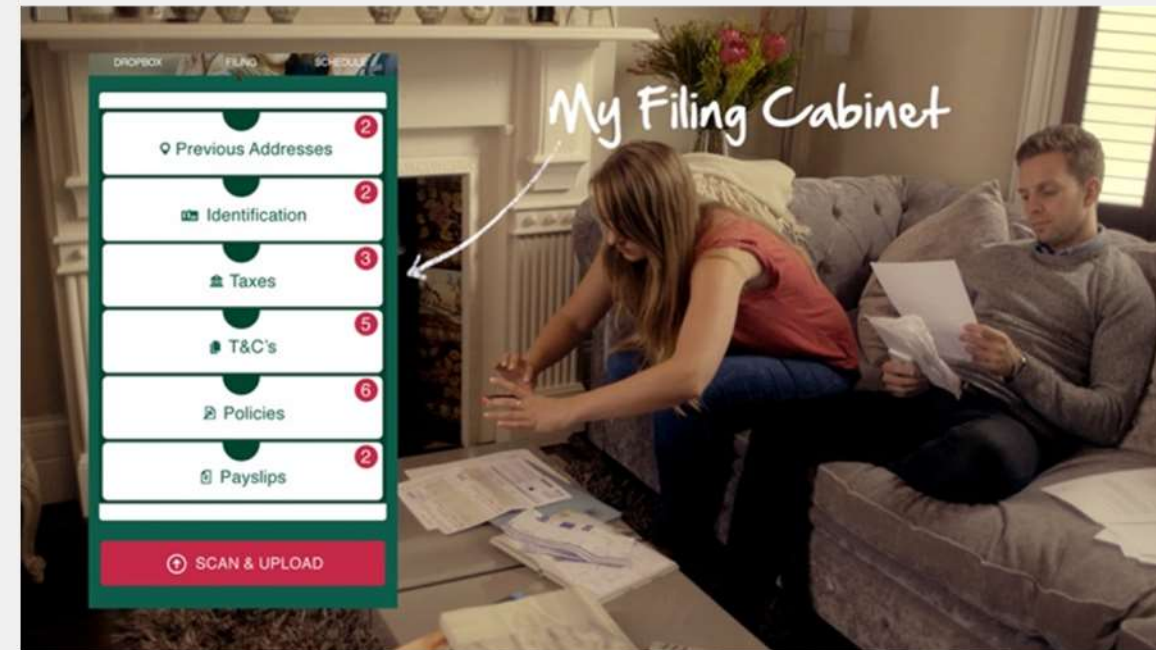 DROPBOX FILING SCHEDULE
My Filing Cabinet
2
Previous Addresses
2
Identification
3
Taxes
5
T&C's
6
Policies
2
Payslips
SCAN & UPLOAD